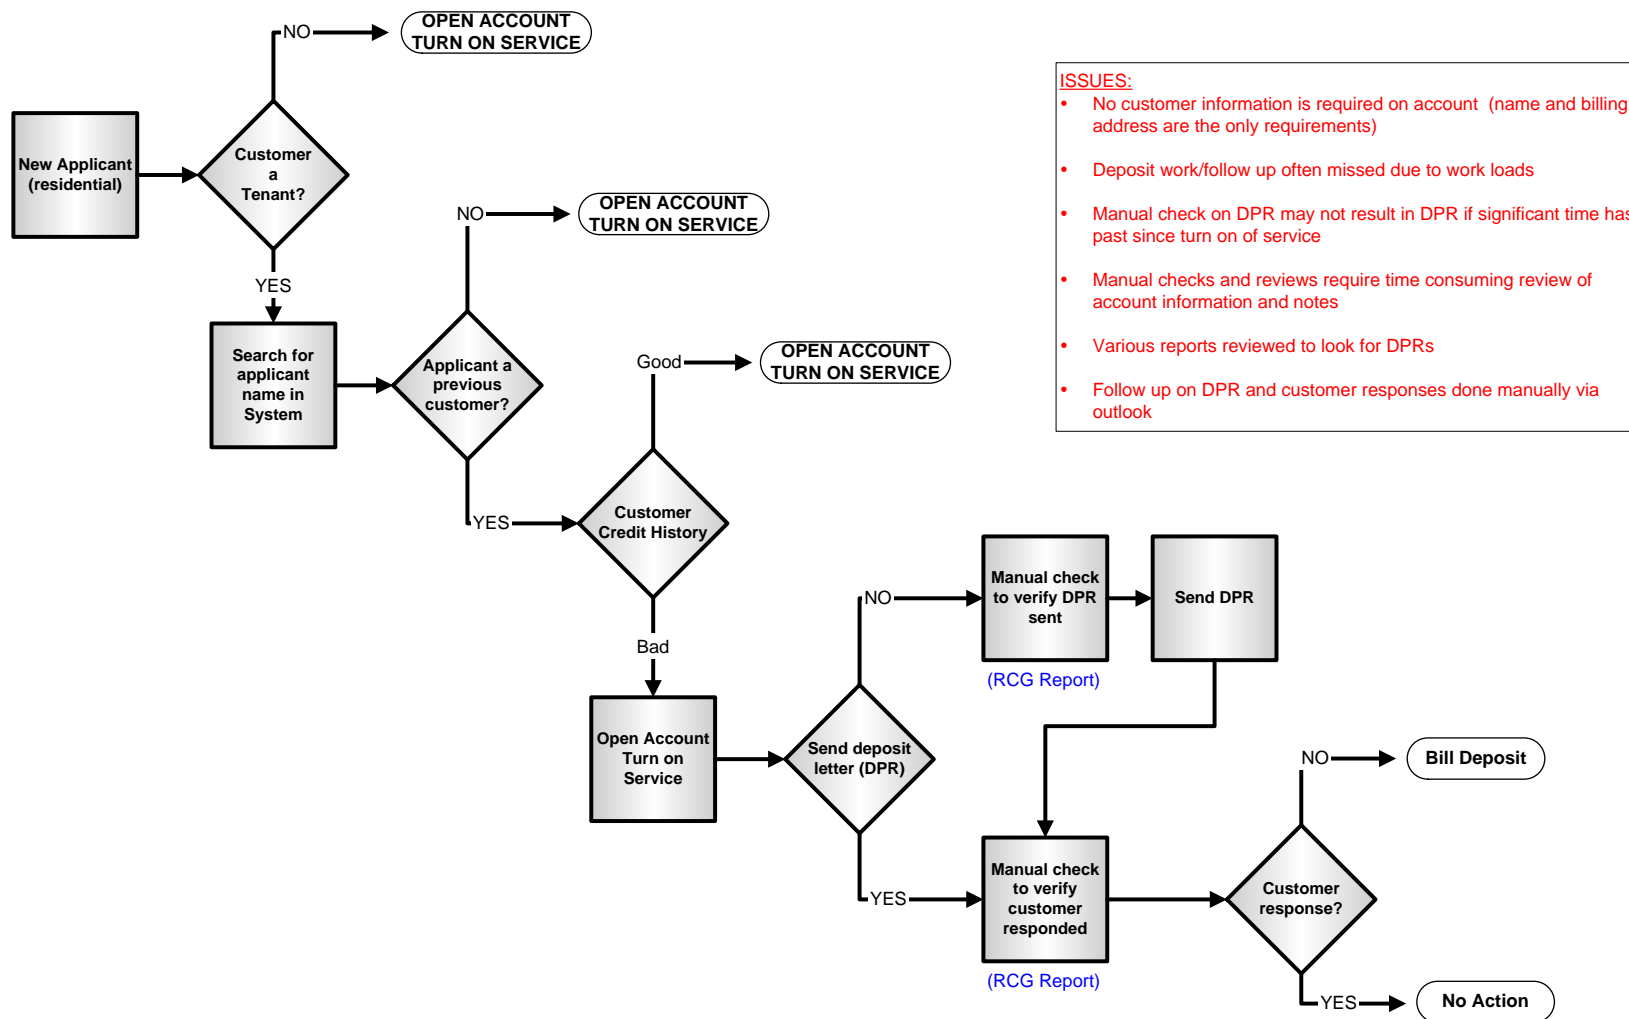 NO
OPEN ACCOUNT
TURN ON SERVICE
New Applicant
(residential)
Customer
a
Tenant?
YES
ISSUES:
• No customer information is required on account (name and billing
address are the only requirements)
• Deposit work/follow up often missed due to work loads
• Manual check on DPR may not result in DPR if significant time has
past since turn on of service
• Manual checks and reviews require time consuming review of
account information and notes
• Various reports reviewed to look for DPRs
• Follow up on DPR and customer responses done manually via
outlook
NO
OPEN ACCOUNT
TURN ON SERVICE
Search for
applicant
name in
System
Applicant a
previous
customer?
YES
Good
OPEN ACCOUNT
TURN ON SERVICE
Customer
Credit History
Bad
Open Account
Turn on
Service
Send deposit
letter (DPR)
NO
Manual check
to verify DPR
sent
(RCG Report)
Send DPR
YES
Manual check
to verify
customer
responded
(RCG Report)
Customer
response?
NO
Bill Deposit
YES
No Action